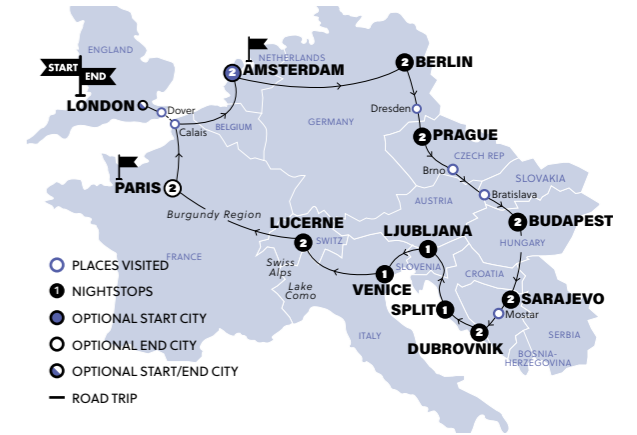 ENGLAND
START
END
LONDON
Dover
Calais
NETHERLANDS
2
AMSTERDAM
BELGIUM
2
BERLIN
GERMANY
Dresden
2
PRAGUE
CZECH REP
Brno
SLOVAKIA
Bratislava
AUSTRIA
2
BUDAPEST
HUNGARY
PARIS
2
Burgundy Region
LUCERNE
2
SWITZ
LJUBLJANA
1
SLOVENIA
CROATIA
FRANCE
Swiss
Alps
Lake
Como
1
VENICE
SPLIT
1
2
SARAJEVO
Mostar
SERBIA
2
DUBROVNIK
BOSNIA-
HERZEGOVINA
ITALY
PLACES VISITED
1 NIGHTSTOPS
OPTIONAL START CITY
OPTIONAL END CITY
OPTIONAL START/END CITY
ROAD TRIP